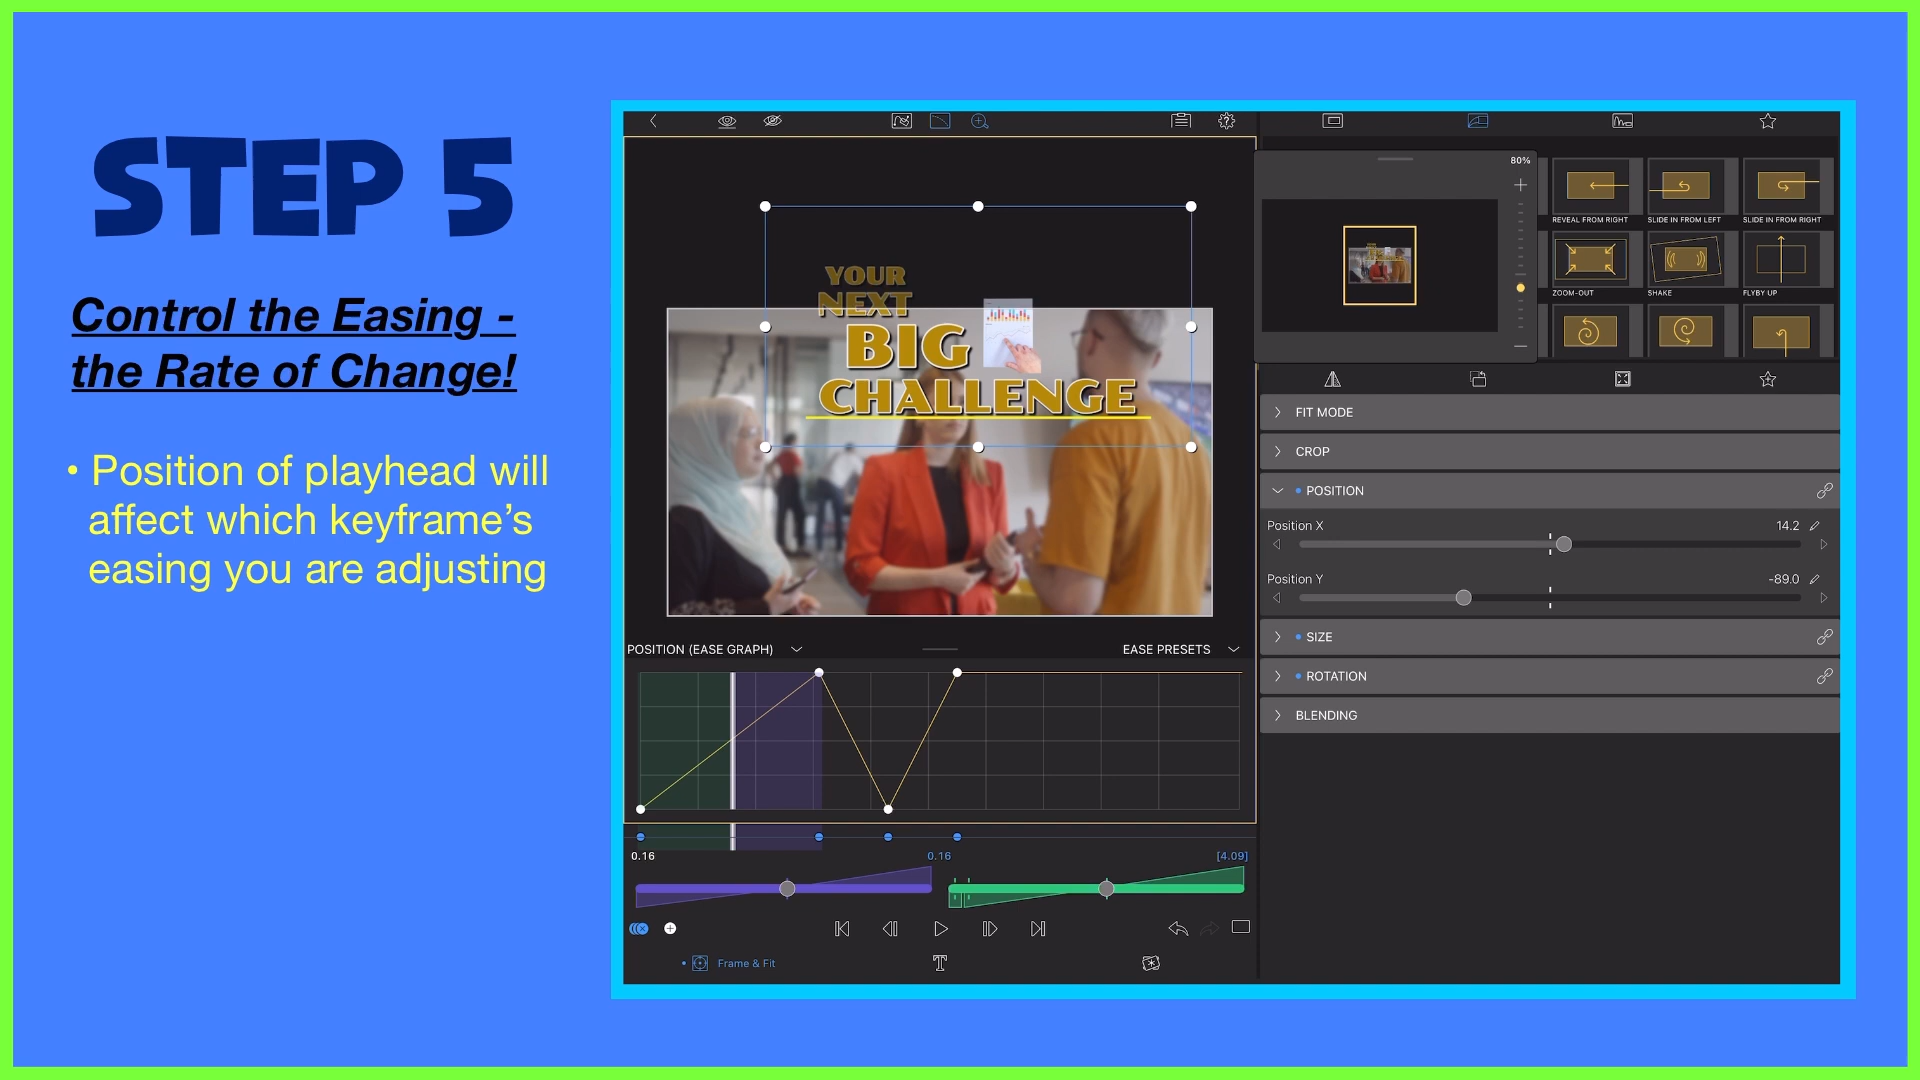 STEP 5
Control the Easing -
the Rate of Change!
• Position of playhead will
affect which keyframe’s
easing you are adjusting
80%
REVEAL FROM RIGHT
SLIDE IN FROM LEFT
SLIDE IN FROM RIGHT
ZOOM-OUT
SHAKE
FLYBY UP
YOUR
NEXT
BIG
CHALLENGE
FIT MODE
CROP
POSITION
Position X
14.2
Position Y
-89.0
SIZE
ROTATION
BLENDING
POSITION (EASE GRAPH)
EASE PRESETS
0.16
0.16
[4.09]
Frame & Fit